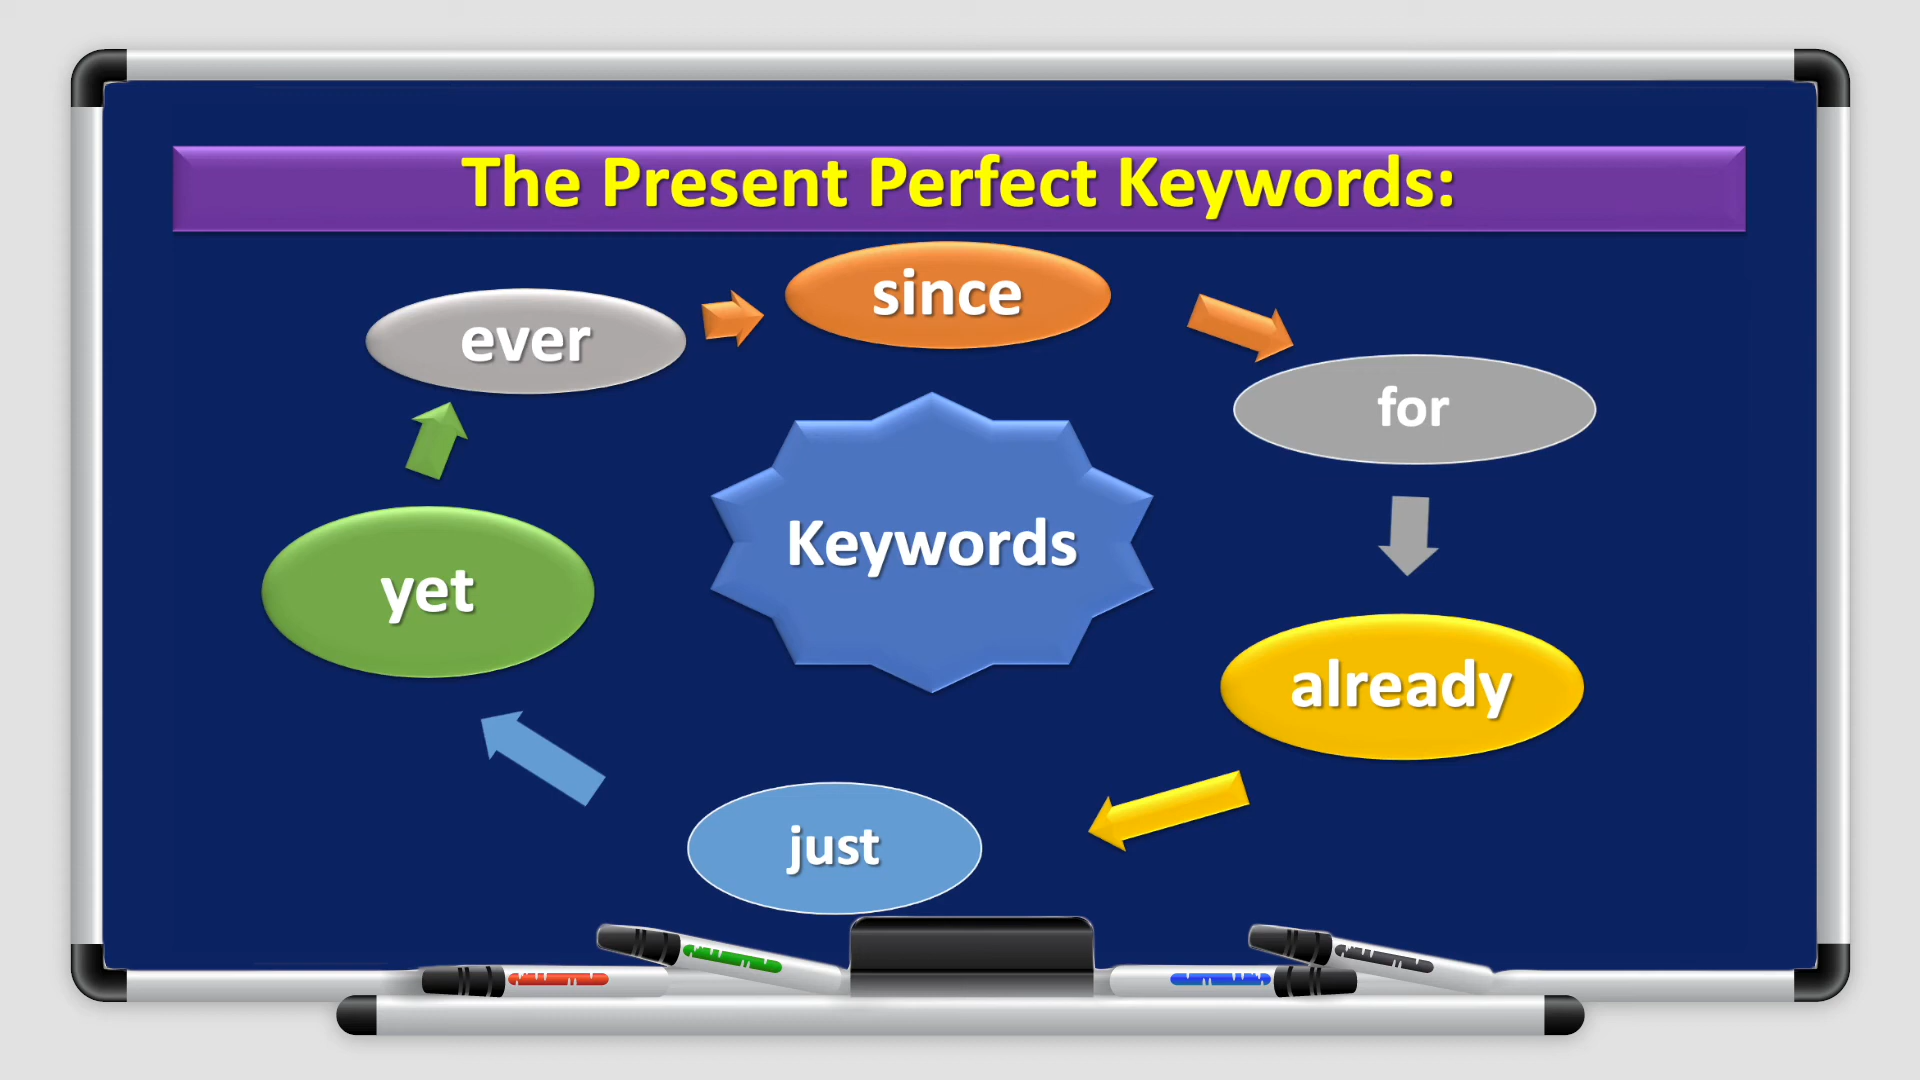 The Present Perfect Keywords:
since
ever
for
Keywords
yet
already
just